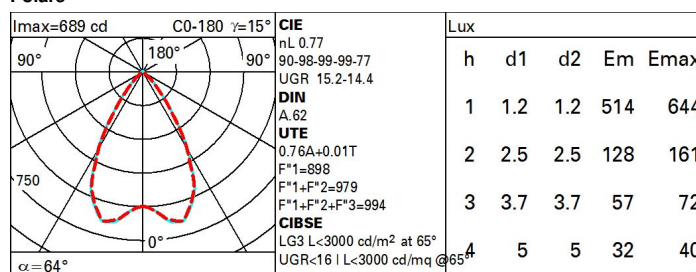 Imax=689 cd C0-180 γ=15°
90° 180° 90°
750
0°
α=64°
CIE
nL 0.77
90-98-99-99-77
UGR 15.2-14.4
DIN
A.62
UTE
0.76A+0.01T
F"1=898
F"1+F"2=979
F"1+F"2+F"3=994
CIBSE
LG3 L<3000 cd/m² at 65°
UGR<16 | L<3000 cd/mq @65°
Lux
h d1 d2 Em Emax
1 1.2 1.2 514 644
2 2.5 2.5 128 161
3 3.7 3.7 57 72
4 5 5 32 40